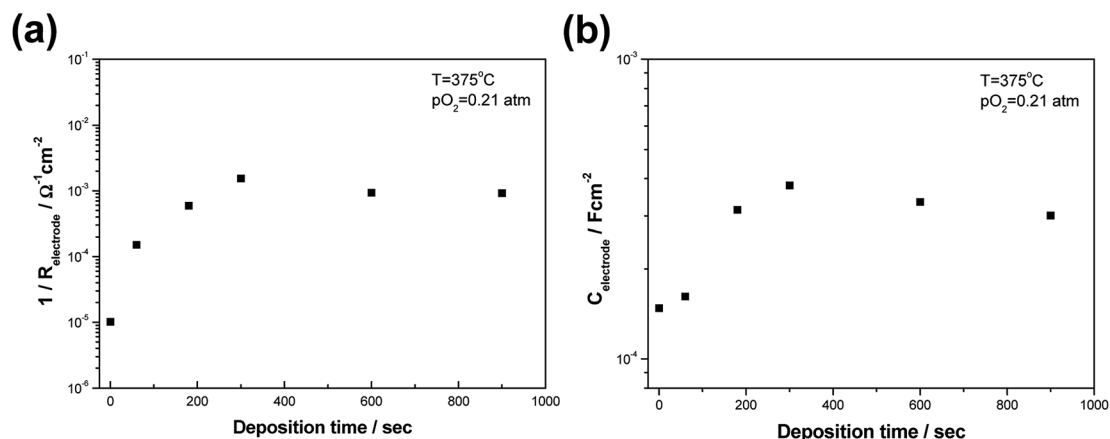 (a)
10⁻¹
10⁻²
10⁻³
10⁻⁴
10⁻⁵
10⁻⁶
1 / R_electrode / Ω⁻¹cm⁻²
T=375°C
pO₂=0.21 atm
0 200 400 600 800 1000
Deposition time / sec
(b)
10⁻³
10⁻⁴
C_electrode / Fcm⁻²
T=375°C
pO₂=0.21 atm
0 200 400 600 800 1000
Deposition time / sec